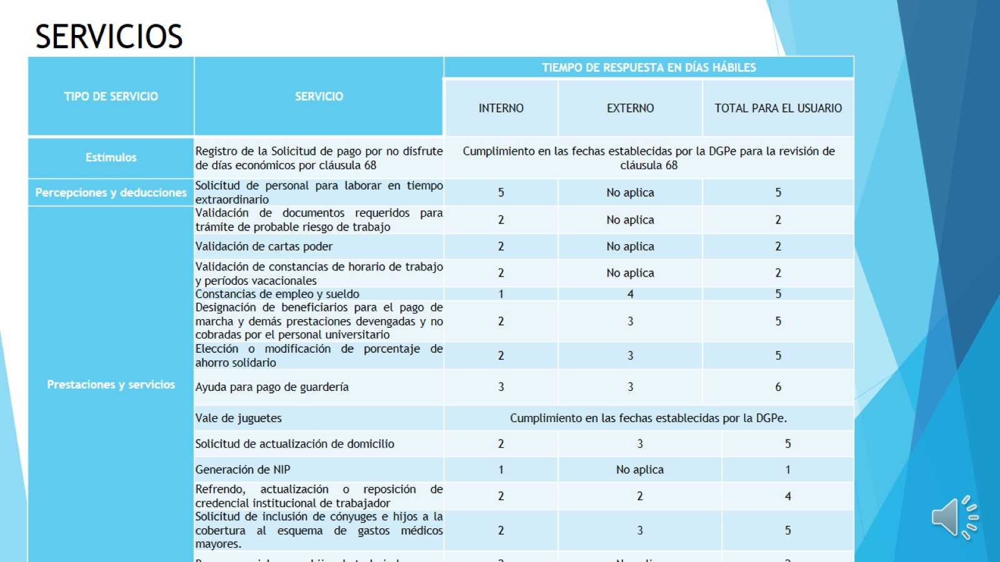 SERVICIOS
TIPO DE SERVICIO
SERVICIO
TIEMPO DE RESPUESTA EN DÍAS HÁBILES
INTERNO
EXTERNO
TOTAL PARA EL USUARIO
Estímulos
Registro de la Solicitud de pago por no disfrute
de días económicos por cláusula 68
Cumplimiento en las fechas establecidas por la DGPe para la revisión de
cláusula 68
Percepciones y deducciones
Solicitud de personal para laborar en tiempo
extraordinario
5
No aplica
5
Prestaciones y servicios
Validación de documentos requeridos para
trámite de probable riesgo de trabajo
2
No aplica
2
Validación de cartas poder
2
No aplica
2
Validación de constancias de horario de trabajo
y períodos vacacionales
2
No aplica
2
Constancias de empleo y sueldo
1
4
5
Designación de beneficiarios para el pago de
marcha y demás prestaciones devengadas y no
cobradas por el personal universitario
2
3
5
Elección o modificación de porcentaje de
ahorro solidario
2
3
5
Ayuda para pago de guardería
3
3
6
Vale de juguetes
Cumplimiento en las fechas establecidas por la DGPe.
Solicitud de actualización de domicilio
2
3
5
Generación de NIP
1
No aplica
1
Refrendo, actualización o reposición de
credencial institucional de trabajador
2
2
4
Solicitud de inclusión de cónyuges e hijos a la
cobertura al esquema de gastos médicos
mayores.
2
3
5